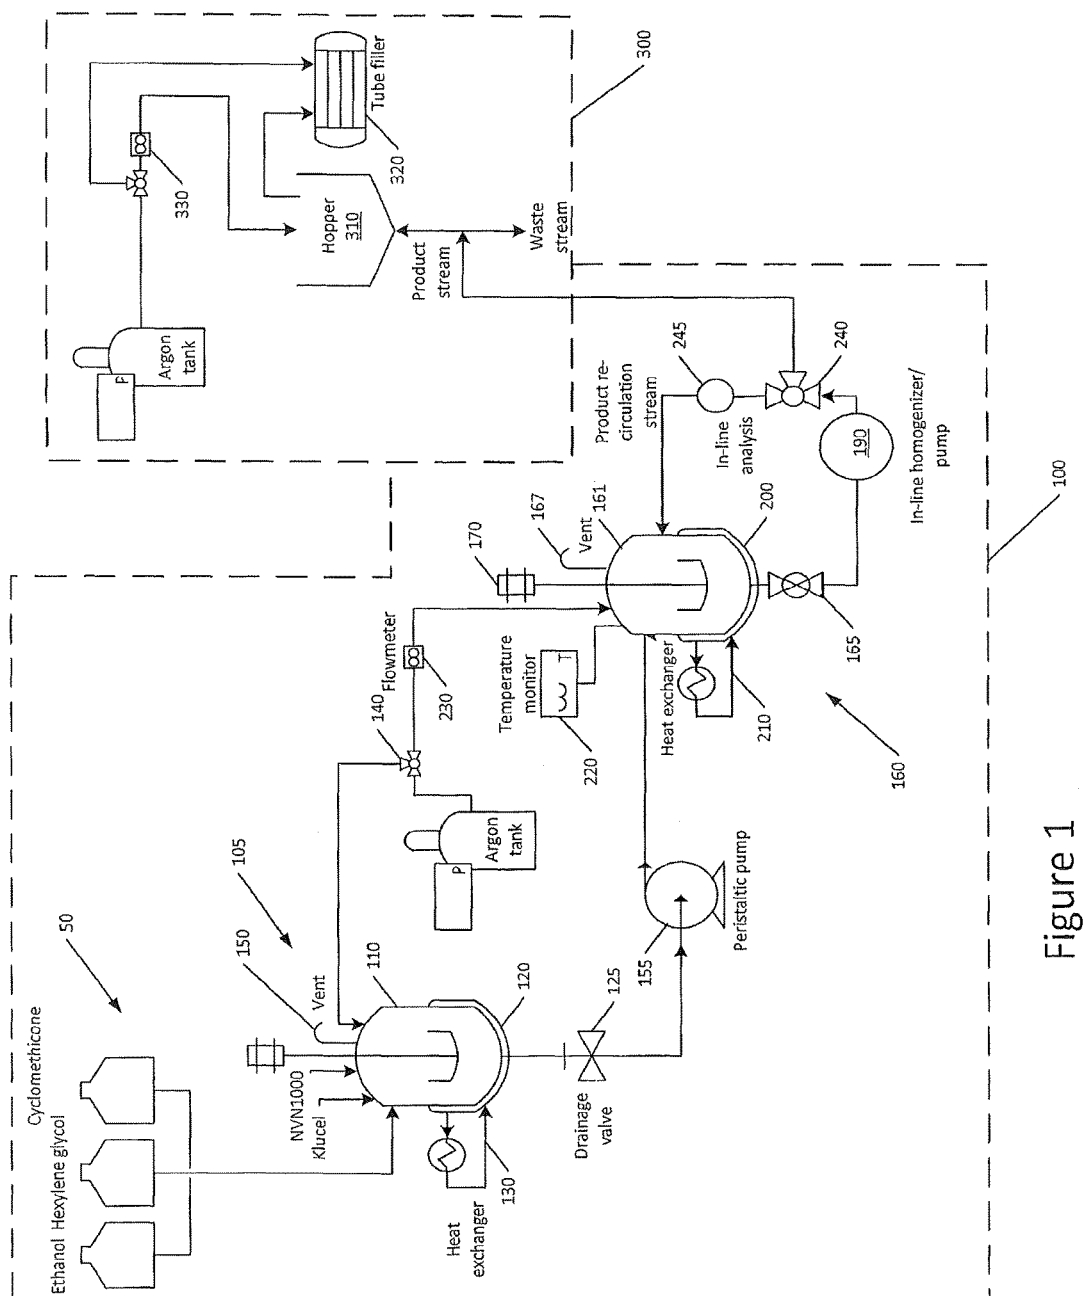 Cyclomethicone
Ethanol Hexylene glycol
50
105
150
Vent
NVN1000
Klucel
110
120
130
Heat
exchanger
Drainage
valve
125
155
Peristaltic pump
P
Argon
tank
140
Flowmeter
230
Temperature
monitor
T
220
170
167
Vent
161
200
Heat exchanger
210
165
160
In-line homogenizer/
pump
190
240
245
In-line
analysis
Product re-
circulation
stream
100
P
Argon
tank
330
Hopper
310
Tube filler
320
Product
stream
Waste
stream
300
Figure 1